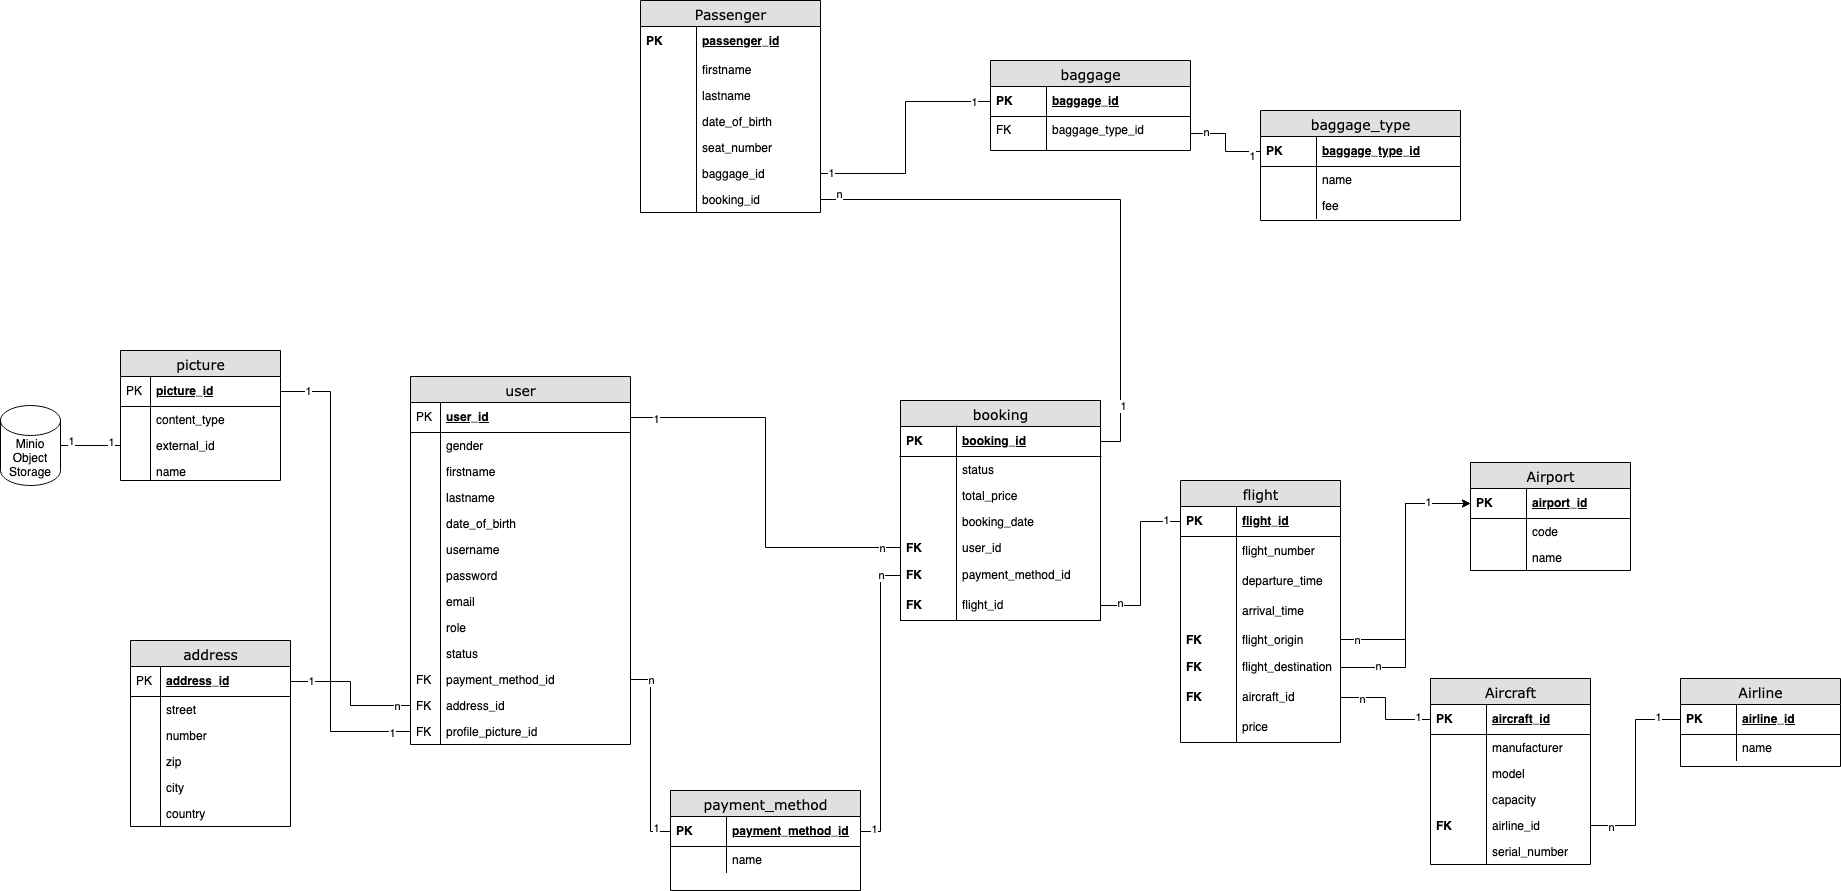 Passenger
PK passenger_id
firstname
lastname
date_of_birth
seat_number
baggage_id
booking_id
1
n
baggage
1 PK baggage_id
FK baggage_type_id
n
baggage_type
1 PK baggage_type_id
name
fee
1
picture
PK picture_id
content_type
external_id
name
1
1
1
Minio
Object
Storage
user
PK user_id
gender
firstname
lastname
date_of_birth
username
password
email
role
status
FK payment_method_id
FK address_id
FK profile_picture_id
1
n
n
1
address
PK address_id
street
number
zip
city
country
1
booking
PK booking_id
status
total_price
booking_date
n FK user_id
n FK payment_method_id
FK flight_id
n
payment_method
1 PK payment_method_id 1
name
flight
1 PK flight_id
flight_number
departure_time
arrival_time
FK flight_origin
FK flight_destination
FK aircraft_id
price
n
n
n
Airport
1 PK airport_id
code
name
Aircraft
1 PK aircraft_id
manufacturer
model
capacity
FK airline_id
serial_number
n
Airline
1 PK airline_id
name